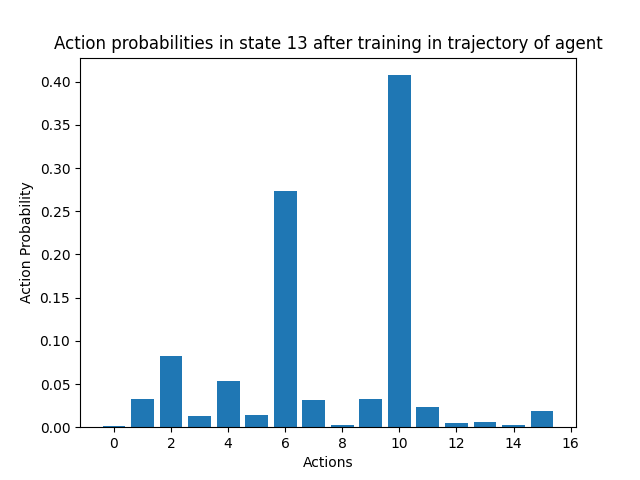 Action probabilities in state 13 after training in trajectory of agent
Action Probability
0.40
0.35
0.30
0.25
0.20
0.15
0.10
0.05
0.00
0 2 4 6 8 10 12 14 16
Actions